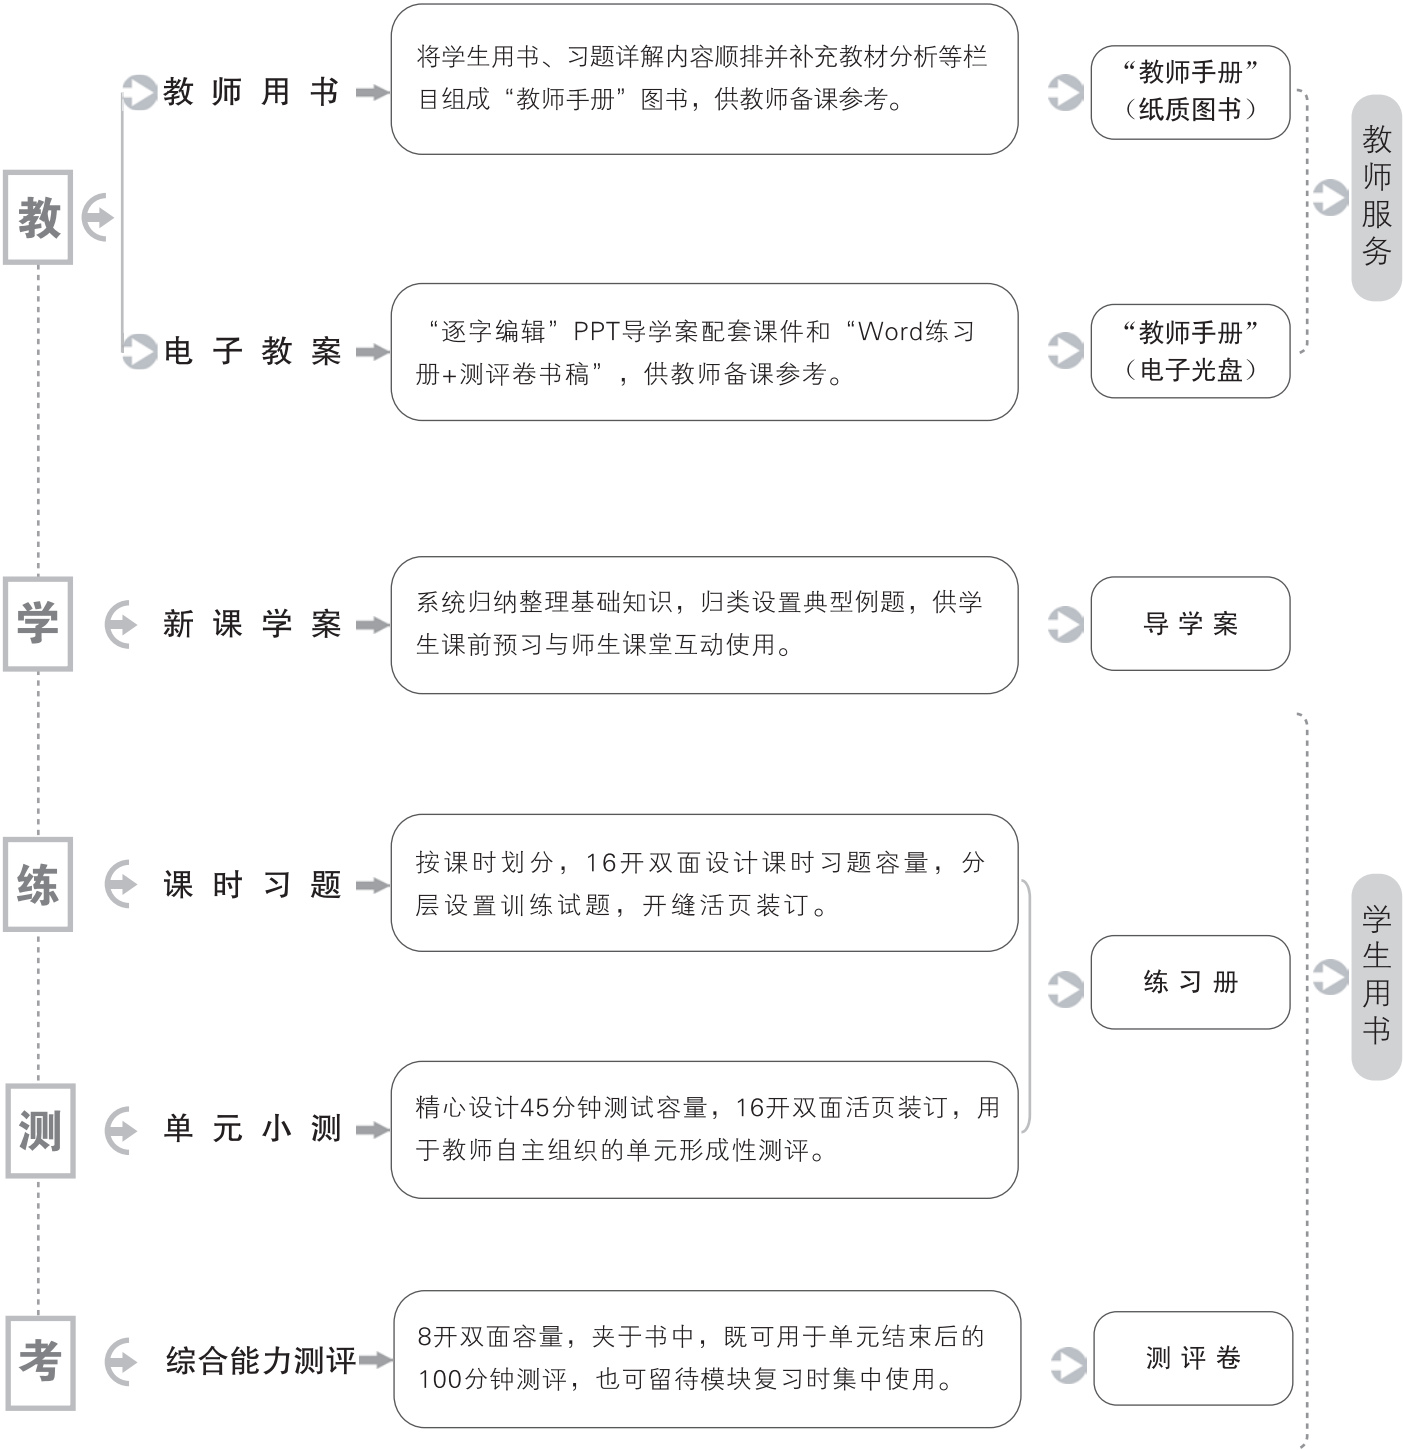 教
教师用书
将学生用书、习题详解内容顺排并补充教材分析等栏
目组成“教师手册”图书，供教师备课参考。
“教师手册”
（纸质图书）
电子教案
“逐字编辑”PPT导学案配套课件和“Word练习
册+测评卷书稿”，供教师备课参考。
“教师手册”
（电子光盘）
教师服务
学
新课学案
系统归纳整理基础知识，归类设置典型例题，供学
生课前预习与师生课堂互动使用。
导学案
练
课时习题
按课时划分，16开双面设计课时习题容量，分
层设置训练试题，开缝活页装订。
测
单元小测
精心设计45分钟测试容量，16开双面活页装订，用
于教师自主组织的单元形成性测评。
练习册
考
综合能力测评
8开双面容量，夹于书中，既可用于单元结束后的
100分钟测评，也可留待模块复习时集中使用。
测评卷
学生用书